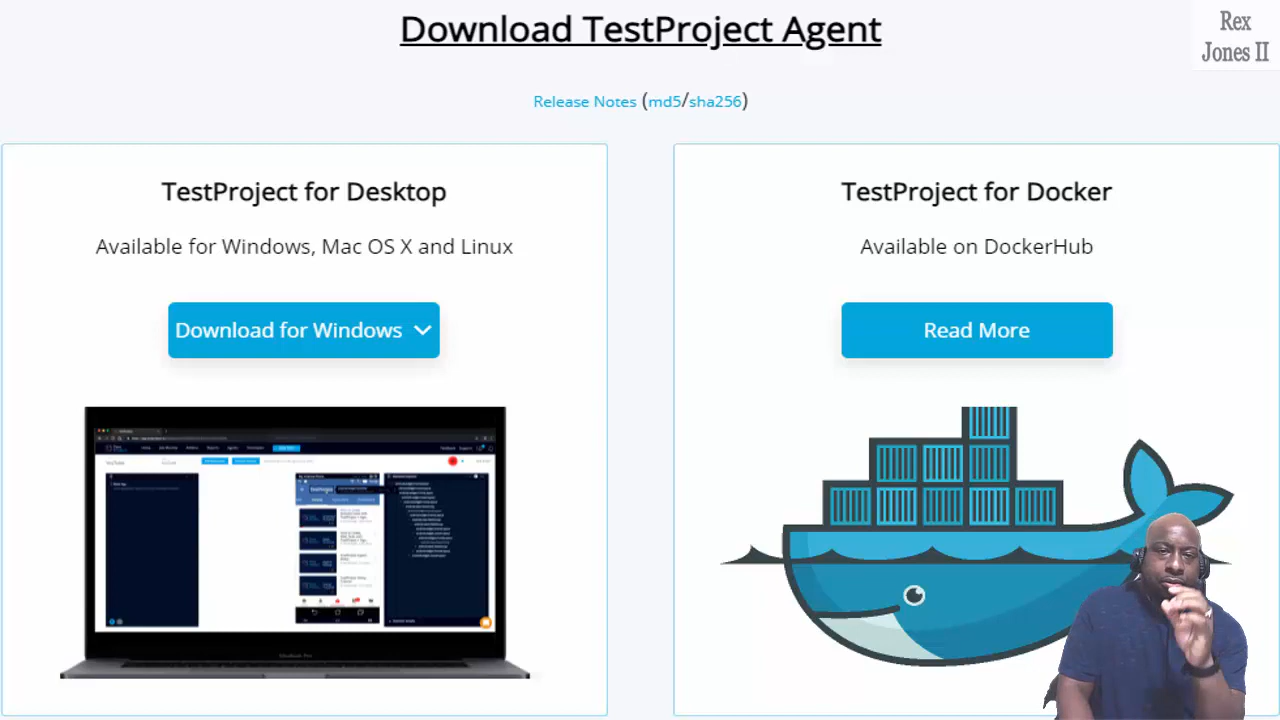 Download TestProject Agent
Rex
Jones II
Release Notes (md5/sha256)
TestProject for Desktop
Available for Windows, Mac OS X and Linux
Download for Windows
TestProject for Docker
Available on DockerHub
Read More